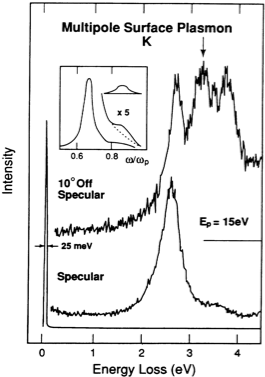 Multipole Surface Plasmon
K
x 5
0.6 0.8 ω/ωp
10° Off
Specular
Ep = 15eV
25 meV
Specular
Intensity
0 1 2 3 4
Energy Loss (eV)